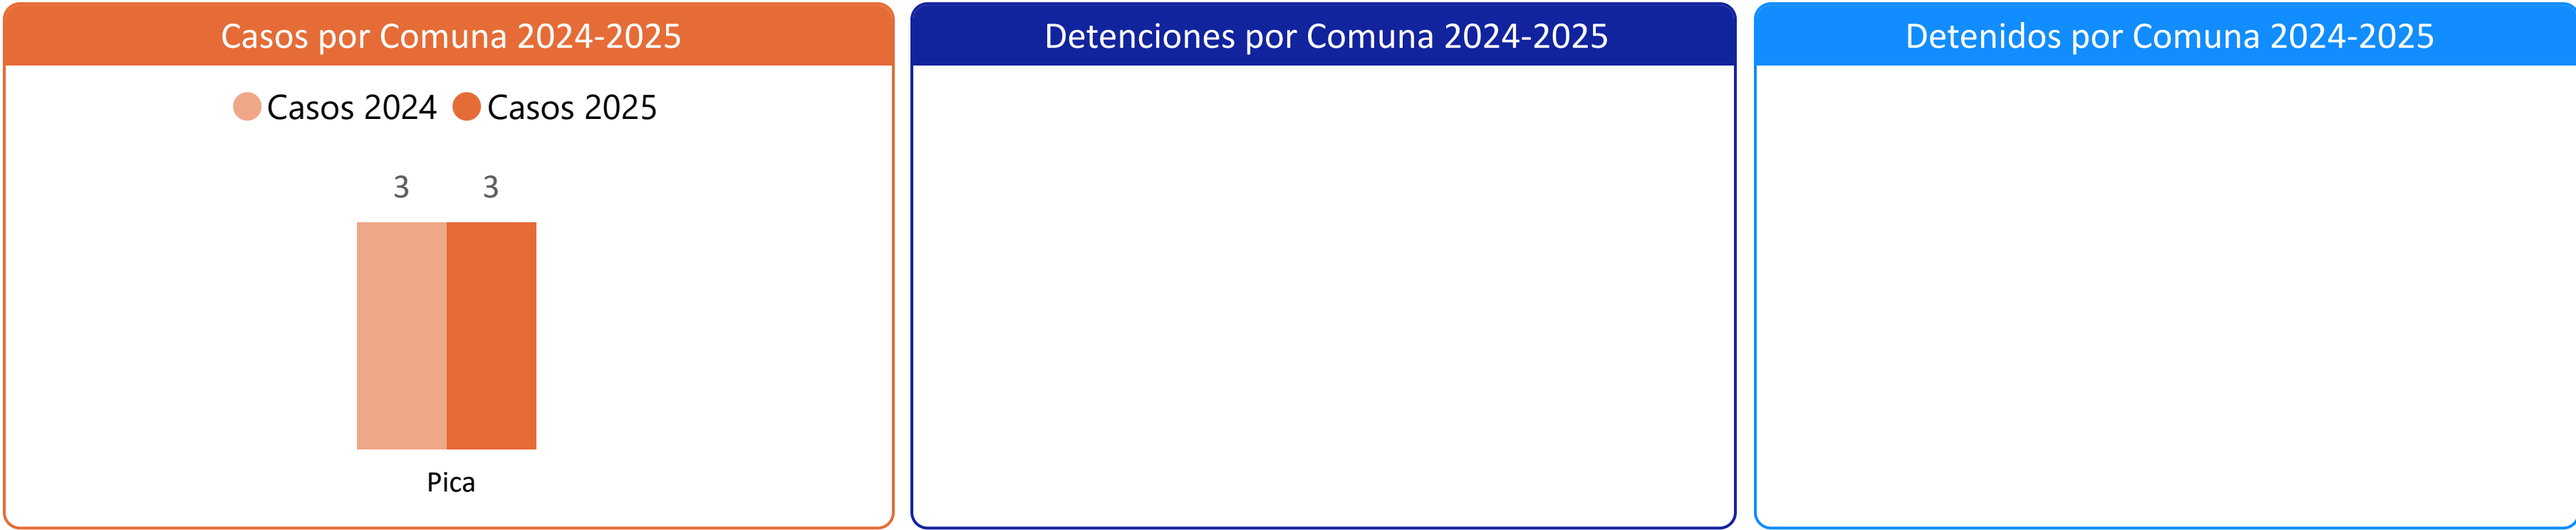 Casos por Comuna 2024-2025
Casos 2024 Casos 2025
3 3
Pica
Detenciones por Comuna 2024-2025
Detenidos por Comuna 2024-2025